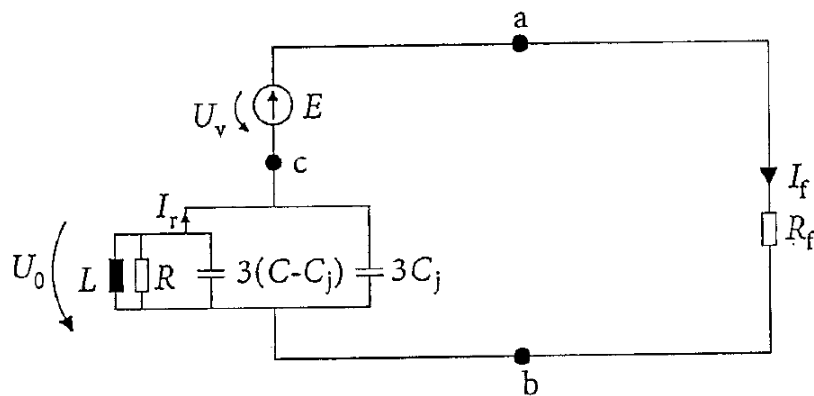 a
U_v E
c
I_r
I_f
R_f
U_0 L R 3(C-C_j) 3C_j
b